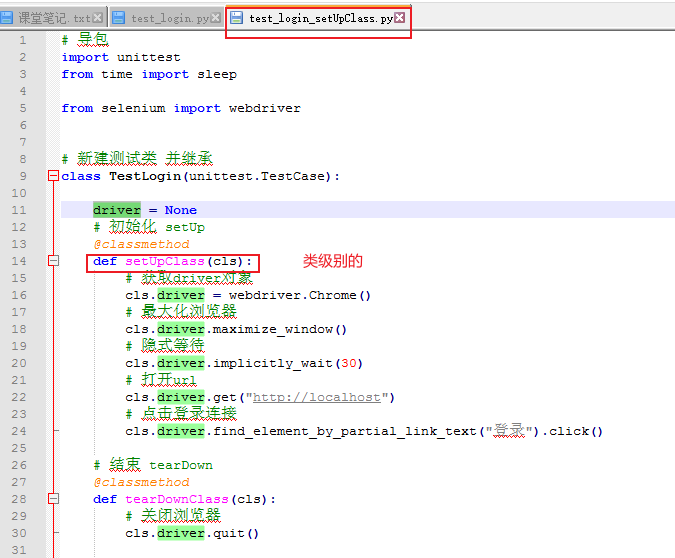 课堂笔记.txt test_login.py test_login_setUpClass.py
1 # 导包
2 import unittest
3 from time import sleep
4
5 from selenium import webdriver
6
7
8 # 新建测试类 并继承
9 class TestLogin(unittest.TestCase):
10
11 driver = None
12 # 初始化 setUp
13 @classmethod
14 def setUpClass(cls): 类级别的
15 # 获取driver对象
16 cls.driver = webdriver.Chrome()
17 # 最大化浏览器
18 cls.driver.maximize_window()
19 # 隐式等待
20 cls.driver.implicitly_wait(30)
21 # 打开url
22 cls.driver.get("http://localhost")
23 # 点击登录连接
24 cls.driver.find_element_by_partial_link_text("登录").click()
25
26 # 结束 tearDown
27 @classmethod
28 def tearDownClass(cls):
29 # 关闭浏览器
30 cls.driver.quit()
31